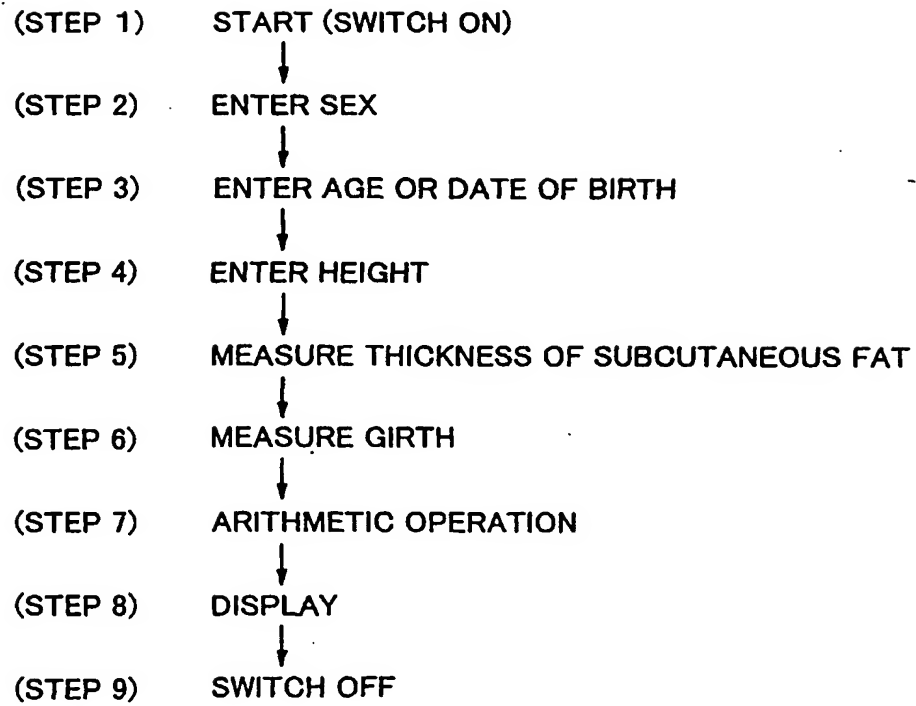 (STEP 1) START (SWITCH ON)
(STEP 2) ENTER SEX
(STEP 3) ENTER AGE OR DATE OF BIRTH
(STEP 4) ENTER HEIGHT
(STEP 5) MEASURE THICKNESS OF SUBCUTANEOUS FAT
(STEP 6) MEASURE GIRTH
(STEP 7) ARITHMETIC OPERATION
(STEP 8) DISPLAY
(STEP 9) SWITCH OFF